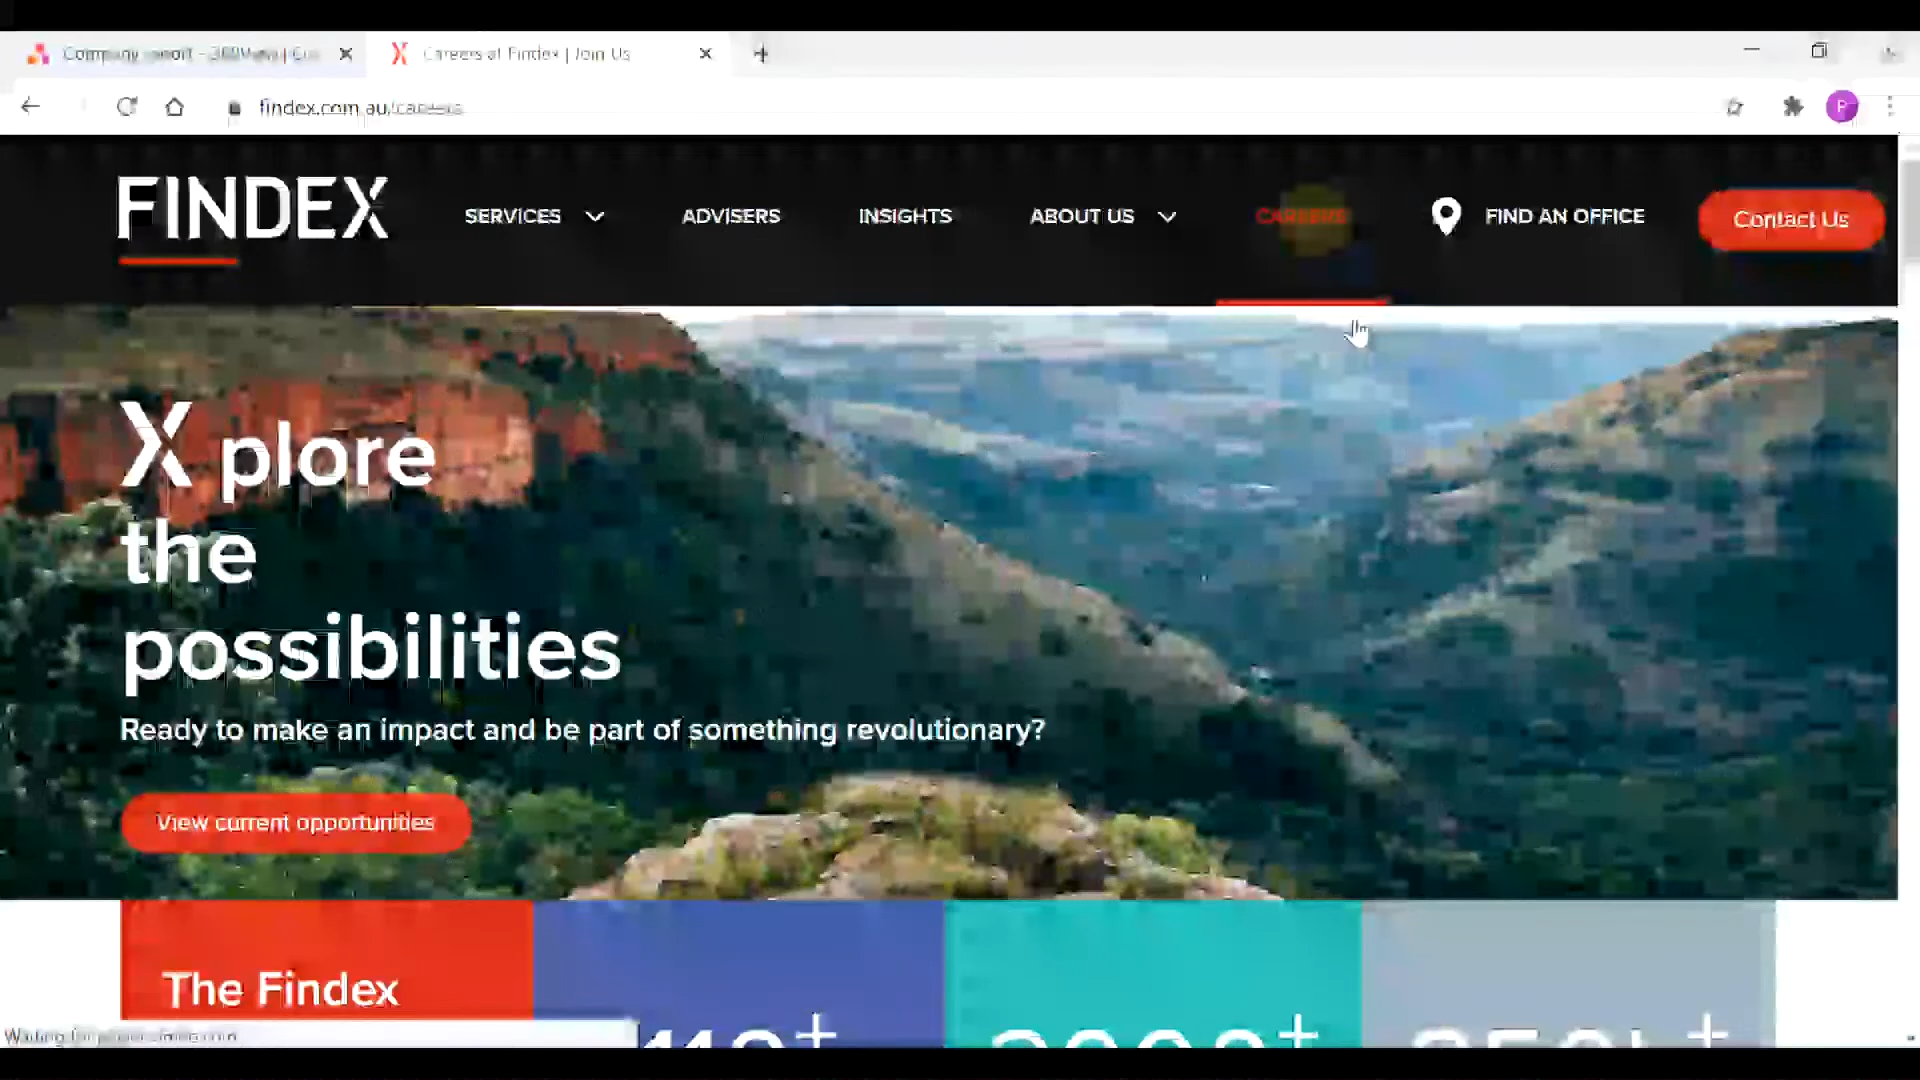 Careers at Findex | Join Us
findex.com.au/careers
P
FINDEX
SERVICES
ADVISERS
INSIGHTS
ABOUT US
CAREERS
FIND AN OFFICE
Contact Us
X plore
the
possibilities
Ready to make an impact and be part of something revolutionary?
View current opportunities
The Findex